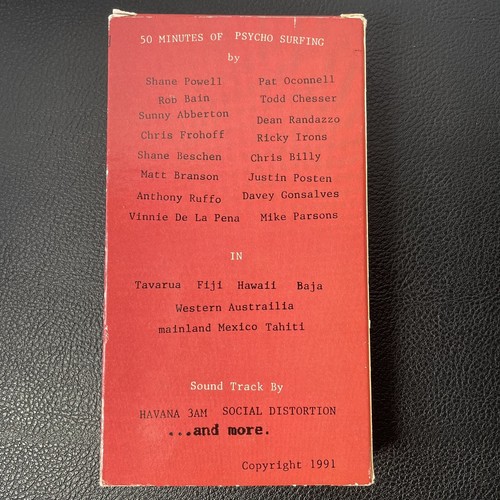 50 MINUTES OF PSYCHO SURFING
by
Shane Powell Pat Oconnell
Rob Bain Todd Chesser
Sunny Abberton Dean Randazzo
Chris Frohoff Ricky Irons
Shane Beschen Chris Billy
Matt Branson Justin Posten
Anthony Ruffo Davey Gonsalves
Vinnie De La Pena Mike Parsons
IN
Tavarua Fiji Hawaii Baja
Western Austrailia
mainland Mexico Tahiti
Sound Track By
HAVANA 3AM SOCIAL DISTORTION
...and more.
Copyright 1991